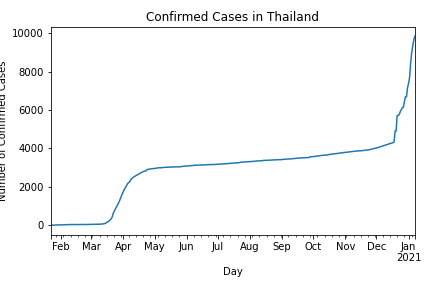 Confirmed Cases in Thailand
10000
8000
6000
4000
2000
0
Number of Confirmed Cases
Feb Mar Apr May Jun Jul Aug Sep Oct Nov Dec Jan
2021
Day